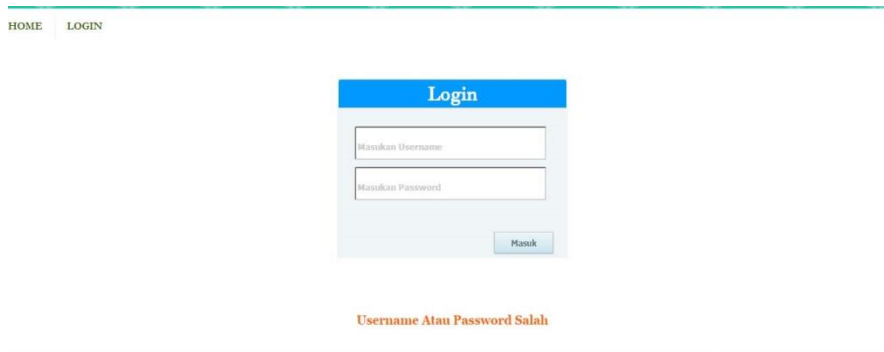 HOME LOGIN
Login
Masukan Username
Masukan Password
Masuk
Username Atau Password Salah